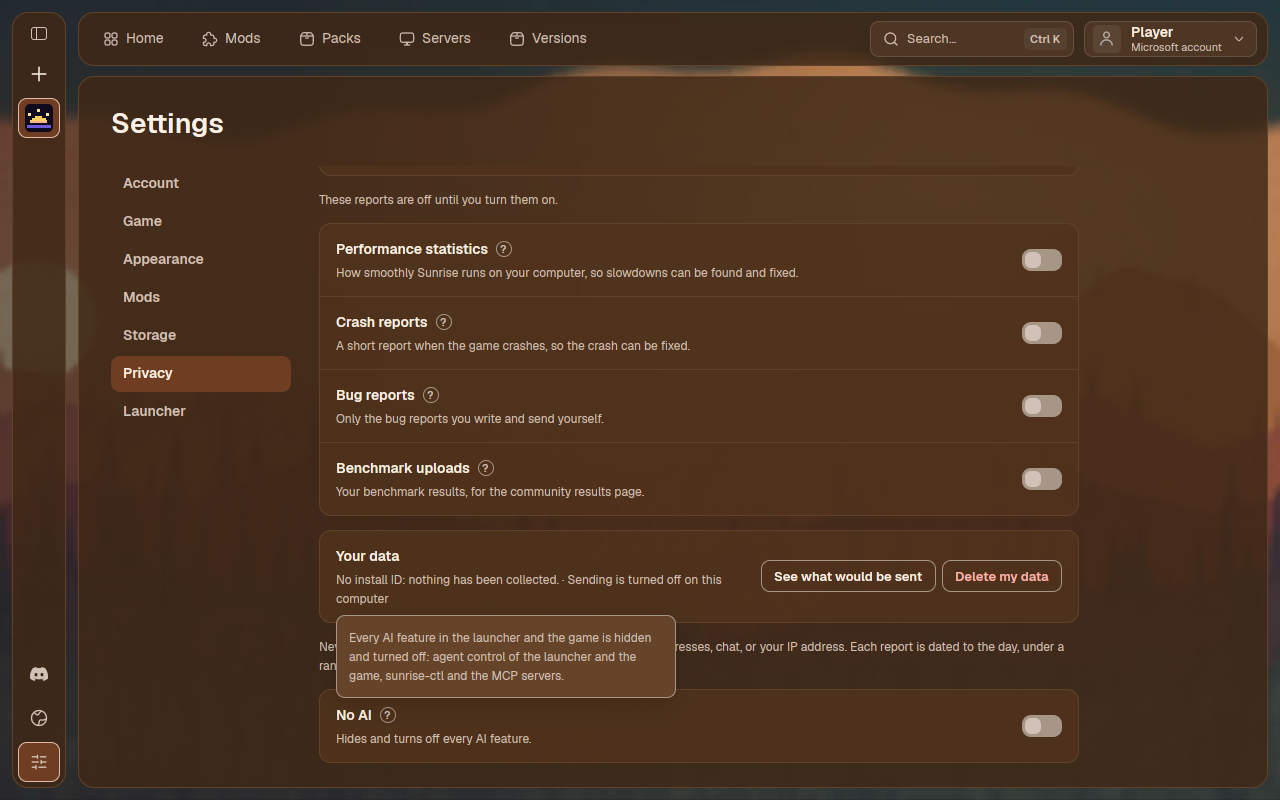 Home
Mods
Packs
Servers
Versions
Search...
Ctrl K
Player
Microsoft account
Settings
Account
Game
Appearance
Mods
Storage
Privacy
Launcher
These reports are off until you turn them on.
Performance statistics ?
How smoothly Sunrise runs on your computer, so slowdowns can be found and fixed.
Crash reports ?
A short report when the game crashes, so the crash can be fixed.
Bug reports ?
Only the bug reports you write and send yourself.
Benchmark uploads ?
Your benchmark results, for the community results page.
Your data
No install ID: nothing has been collected. · Sending is turned off on this
computer
See what would be sent
Delete my data
Every AI feature in the launcher and the game is hidden
and turned off: agent control of the launcher and the
game, sunrise-ctl and the MCP servers.
chat, or your IP address. Each report is dated to the day, under a
No AI ?
Hides and turns off every AI feature.